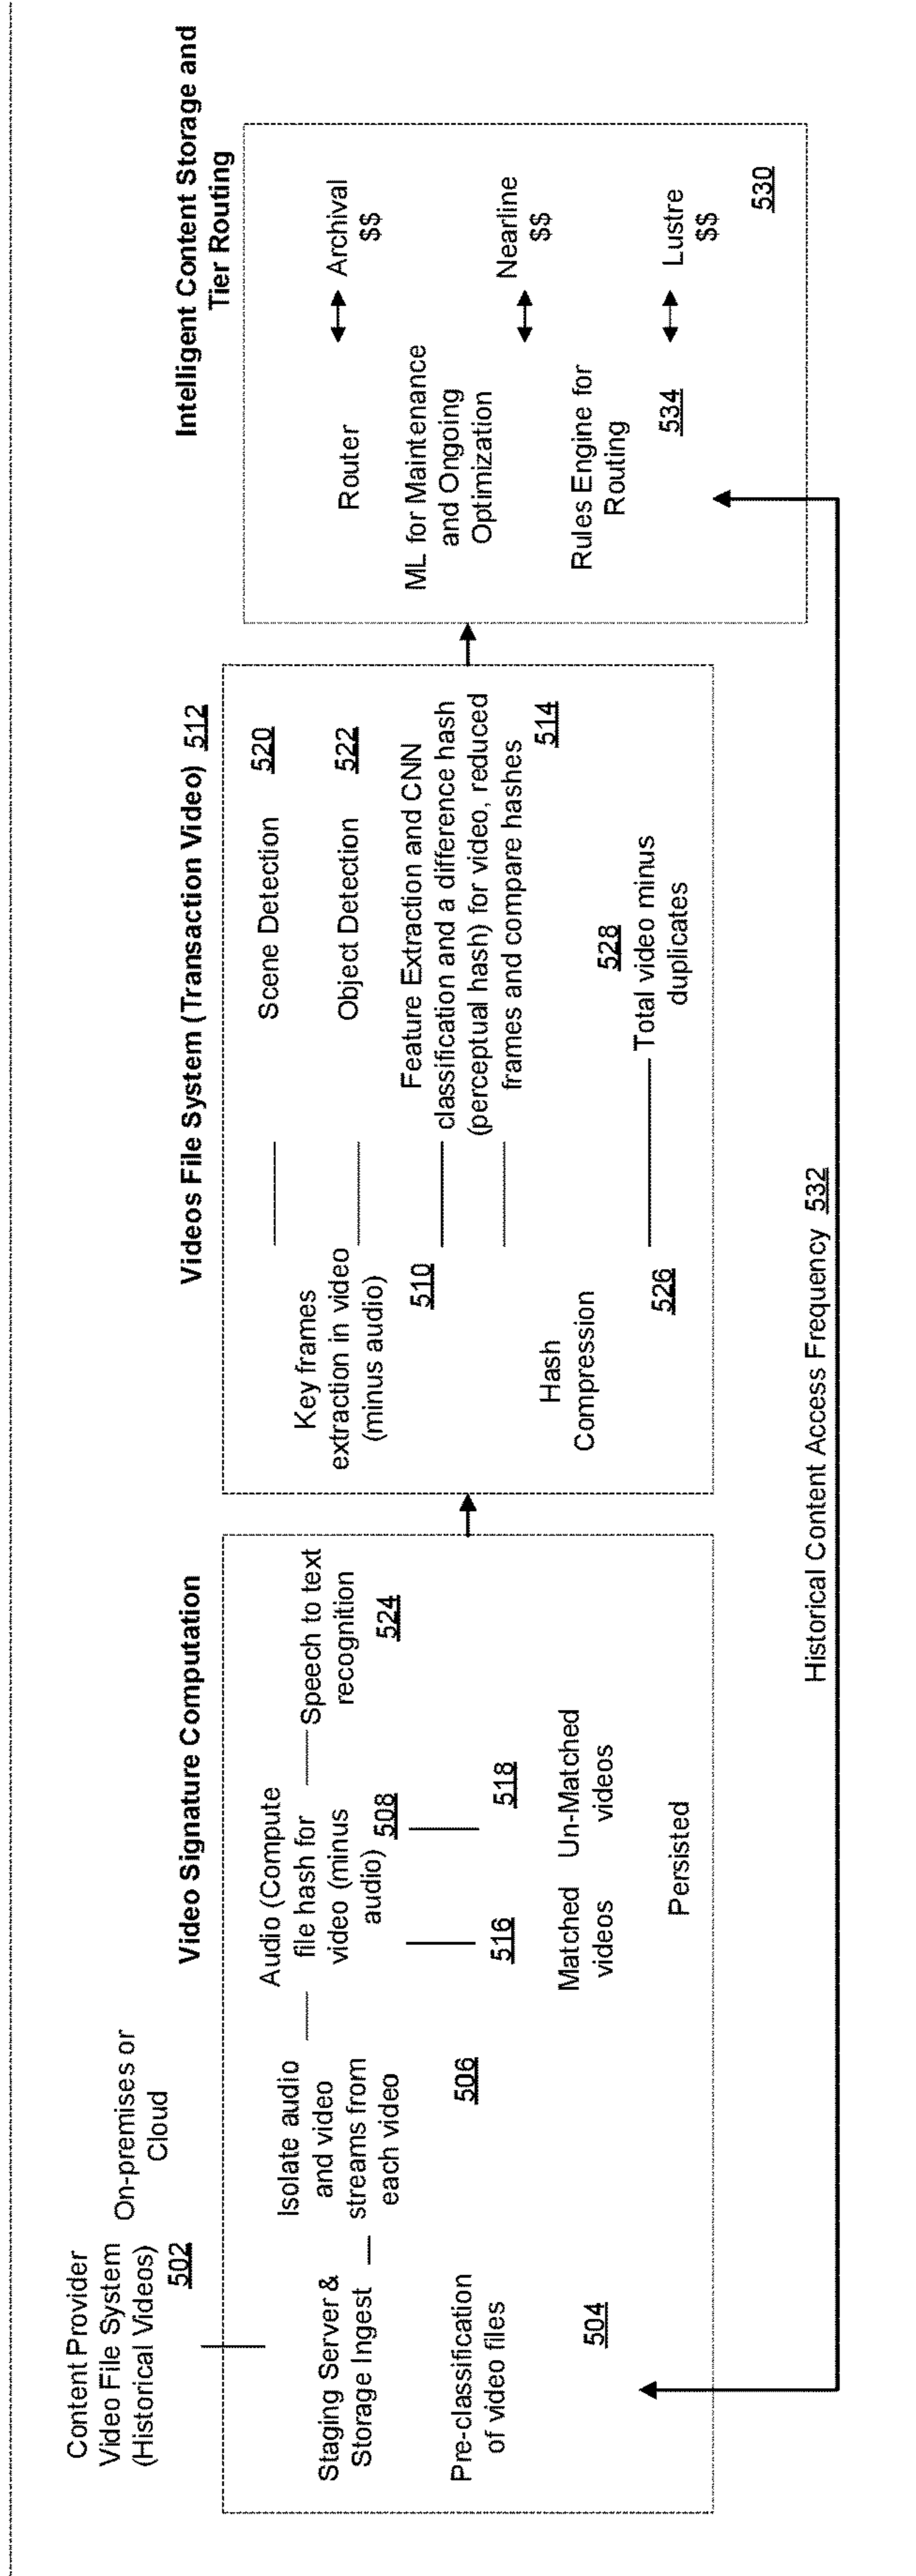 Content Provider
Video File System
(Historical Videos)
502
On-premises or
Cloud
Video Signature Computation
Staging Server &
Storage Ingest
Pre-classification
of video files
504
Isolate audio
and video
streams from
each video
506
Audio (Compute
file hash for
video (minus
audio)
508
Speech to text
recognition
524
516
518
Matched
videos
Un-Matched
videos
Persisted
Videos File System (Transaction Video) 512
Key frames
extraction in video
(minus audio)
510
Hash
Compression
526
Scene Detection
520
Object Detection
522
Feature Extraction and CNN
classification and a difference hash
(perceptual hash) for video, reduced
frames and compare hashes
514
528
Total video minus
duplicates
Intelligent Content Storage and
Tier Routing
Router
ML for Maintenance
and Ongoing
Optimization
Rules Engine for
Routing
534
Archival
$$
Nearline
$$
Lustre
$$
530
Historical Content Access Frequency 532